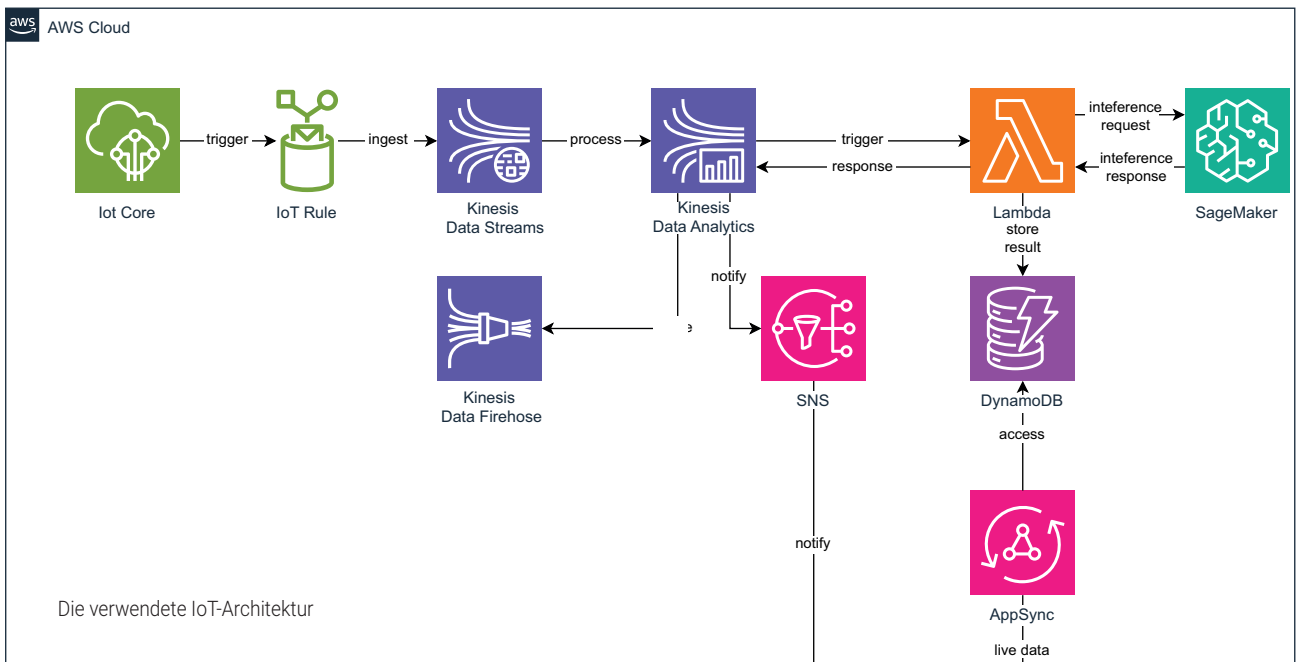 aws
AWS Cloud
trigger
ingest
process
trigger
response
inteference
request
inteference
response
Iot Core
IoT Rule
Kinesis
Data Streams
Kinesis
Data Analytics
Lambda
store
result
SageMaker
notify
Kinesis
Data Firehose
SNS
DynamoDB
access
notify
Die verwendete IoT-Architektur
AppSync
live data